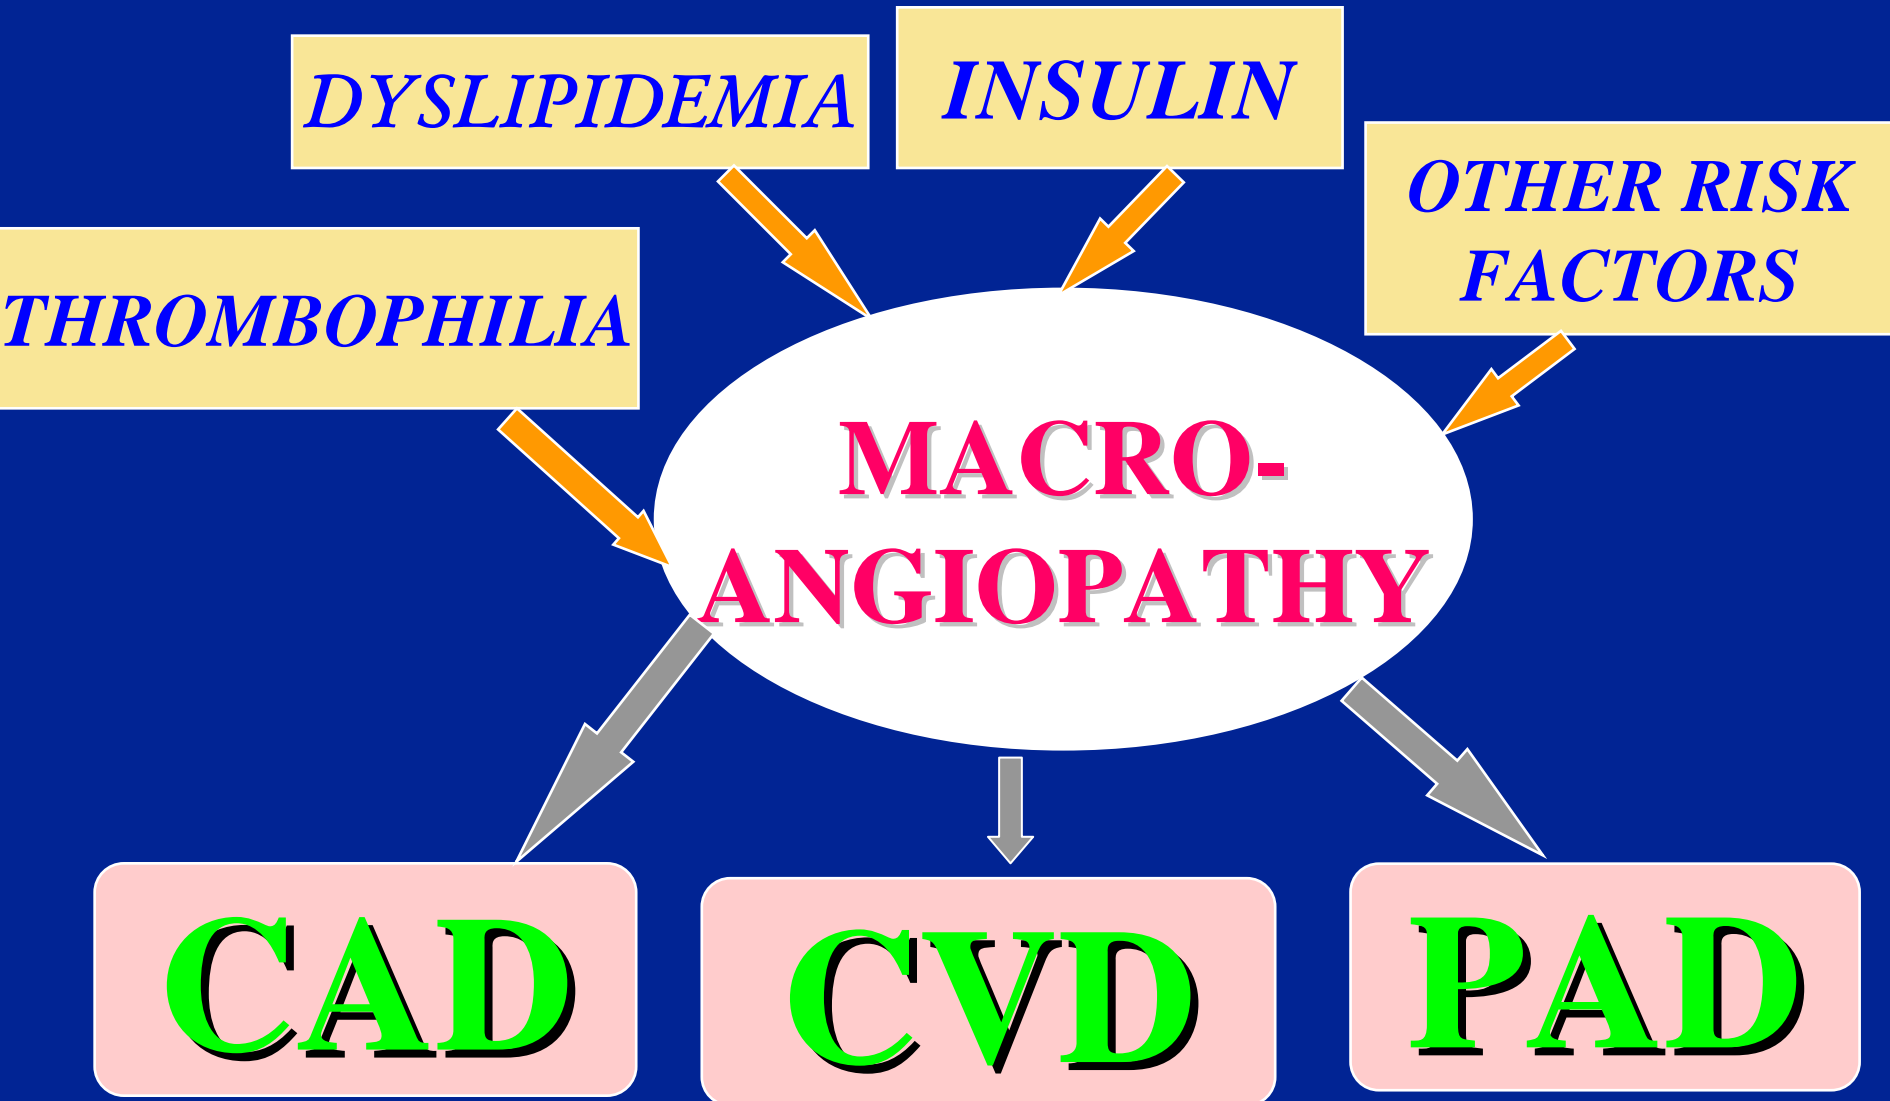 DYSLIPIDEMIA
INSULIN
OTHER RISK
FACTORS
THROMBOPHILIA
MACRO-
ANGIOPATHY
CAD
CVD
PAD